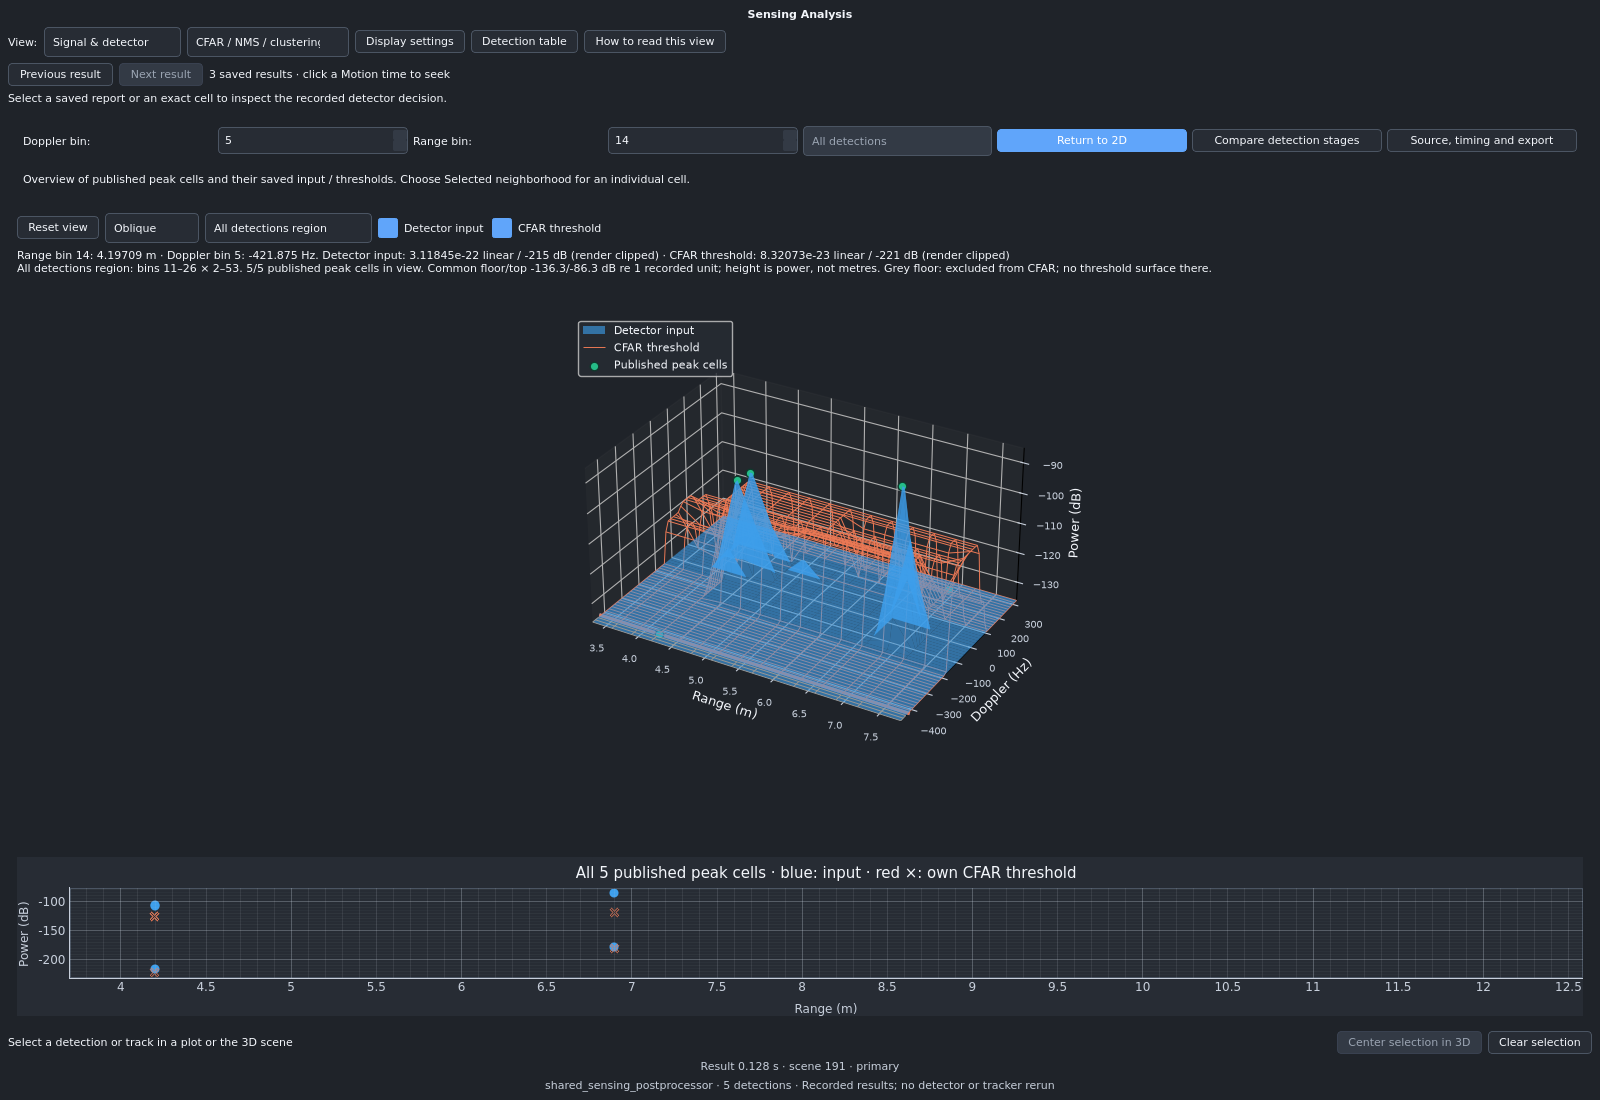 Sensing Analysis
View: Signal & detector CFAR / NMS / clustering Display settings Detection table How to read this view
Previous result Next result 3 saved results · click a Motion time to seek
Select a saved report or an exact cell to inspect the recorded detector decision.
Doppler bin: 5 Range bin: 14 All detections Return to 2D Compare detection stages Source, timing and export
Overview of published peak cells and their saved input / thresholds. Choose Selected neighborhood for an individual cell.
Reset view Oblique All detections region Detector input CFAR threshold
Range bin 14: 4.19709 m · Doppler bin 5: -421.875 Hz. Detector input: 3.11845e-22 linear / -215 dB (render clipped) · CFAR threshold: 8.32073e-23 linear / -221 dB (render clipped)
All detections region: bins 11–26 × 2–53. 5/5 published peak cells in view. Common floor/top -136.3/-86.3 dB re 1 recorded unit; height is power, not metres. Grey floor: excluded from CFAR; no threshold surface there.
Detector input
CFAR threshold
Published peak cells
−90
−100
−110
−120
−130
Power (dB)
300
200
100
0
−100
−200
−300
−400
Doppler (Hz)
3.5
4.0
4.5
5.0
5.5
6.0
6.5
7.0
7.5
Range (m)
All 5 published peak cells · blue: input · red ×: own CFAR threshold
Power (dB)
-100
-150
-200
4 4.5 5 5.5 6 6.5 7 7.5 8 8.5 9 9.5 10 10.5 11 11.5 12 12.5
Range (m)
Select a detection or track in a plot or the 3D scene Center selection in 3D Clear selection
Result 0.128 s · scene 191 · primary
shared_sensing_postprocessor · 5 detections · Recorded results; no detector or tracker rerun